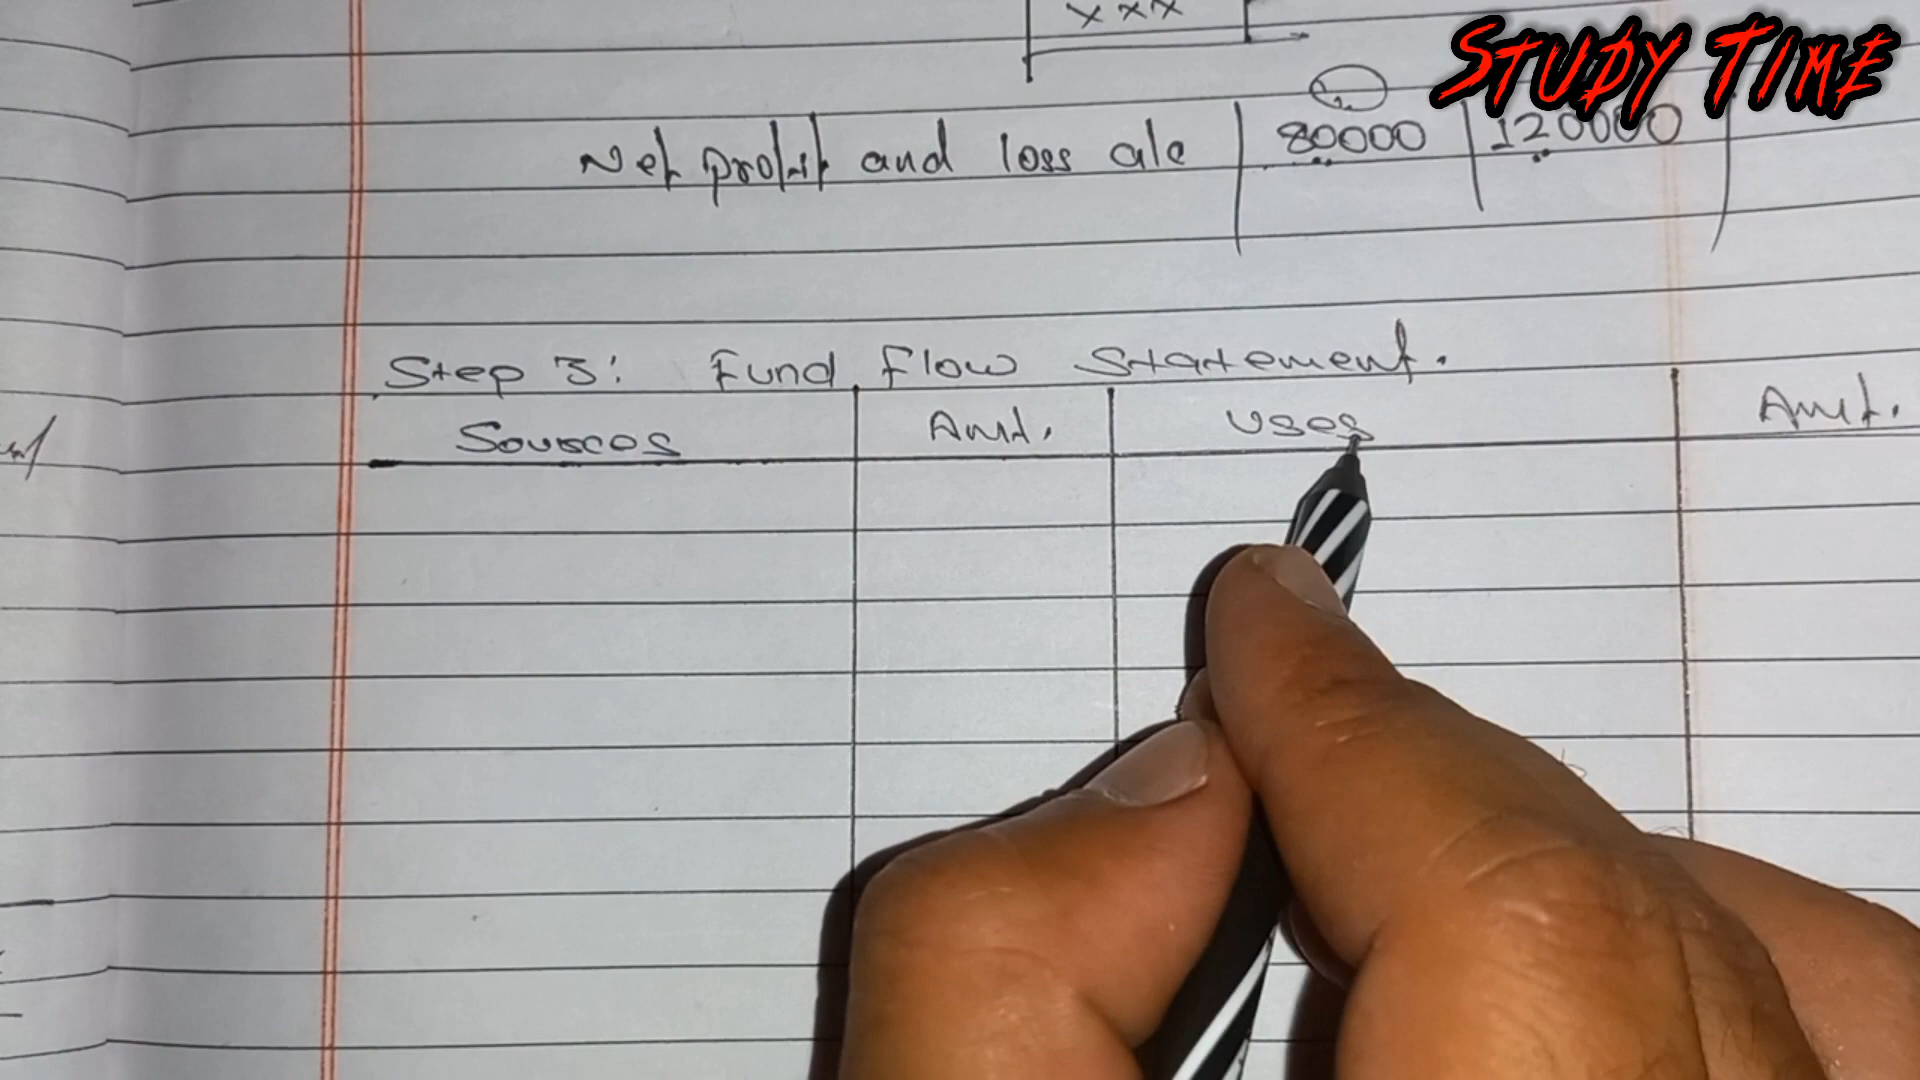 xxx
STUDY TIME
Net profit and loss a/c 80000 120000
Step 3: Fund Flow Statement.
Sources Amt. Uses Amt.